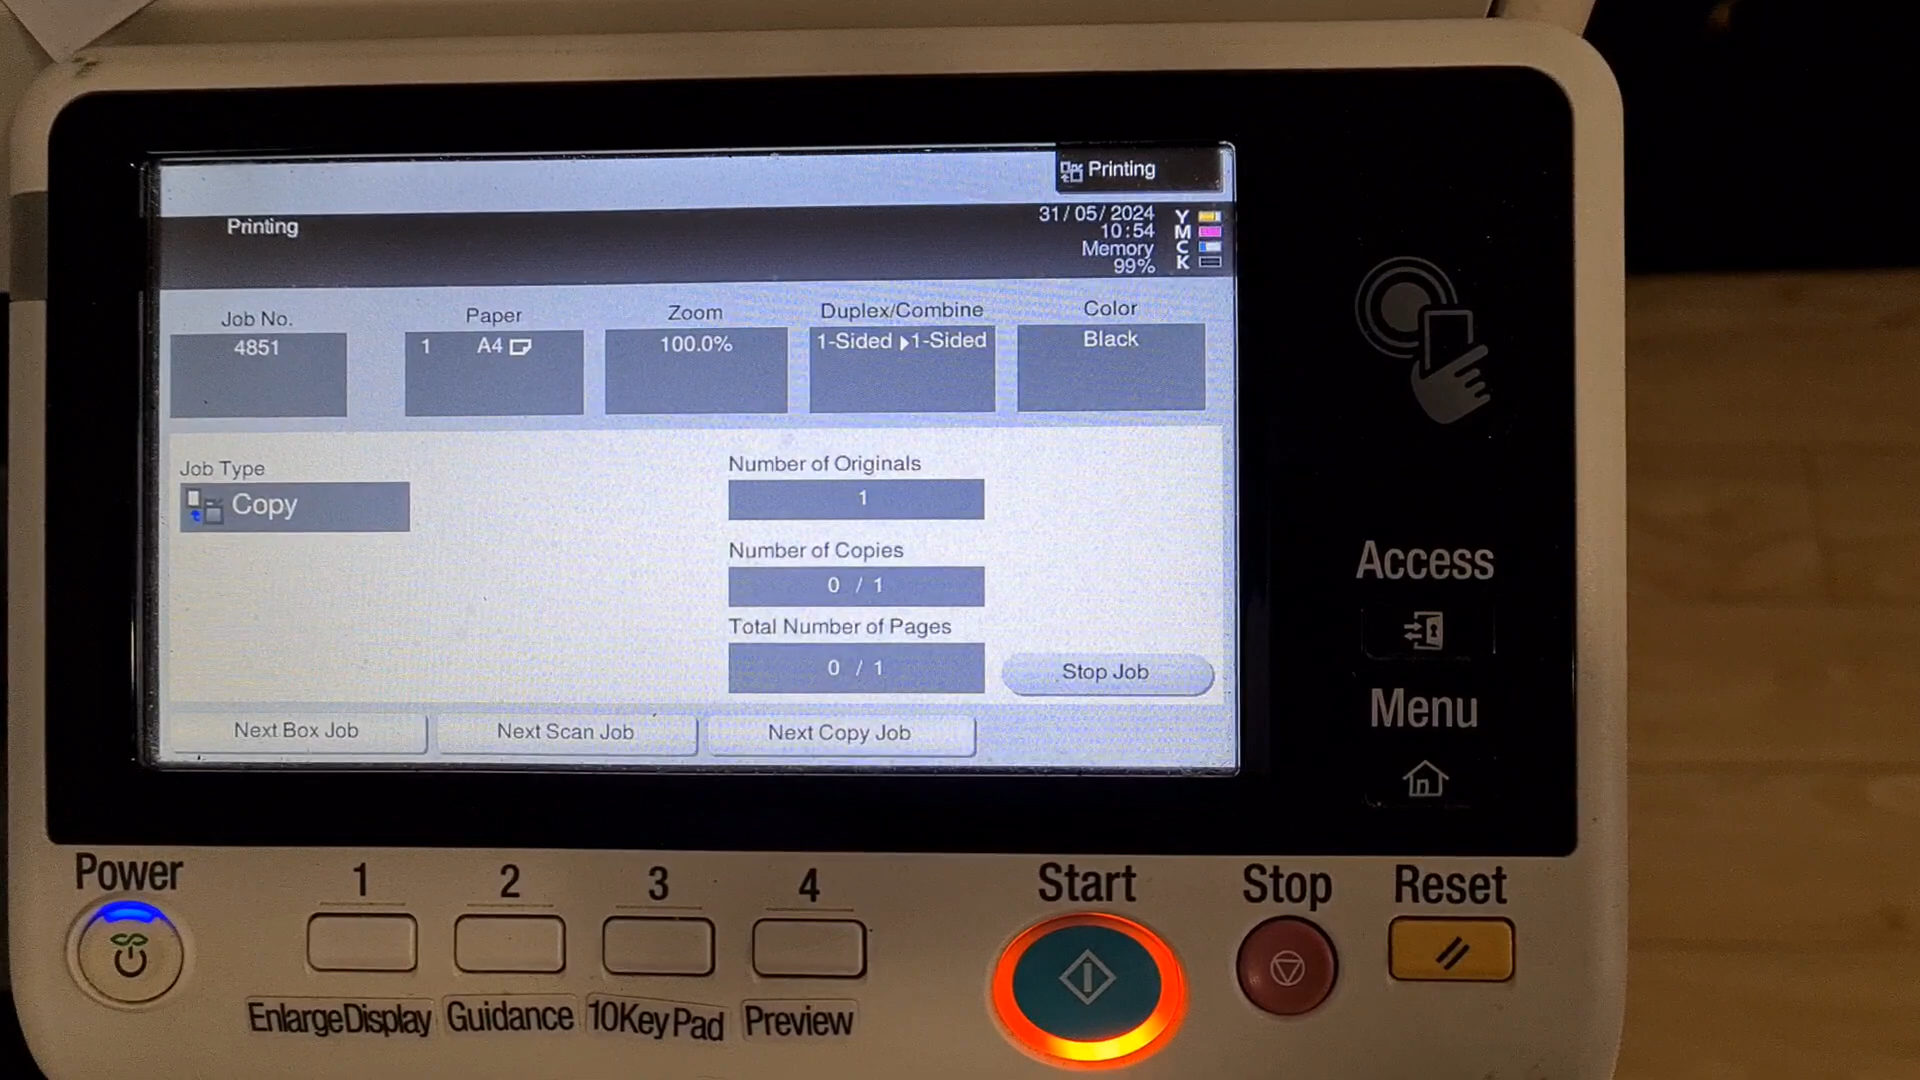 Printing
Printing
31/05/2024
10:54
Memory
99%
Y
M
C
K
Job No.
4851
Paper
1 A4
Zoom
100.0%
Duplex/Combine
1-Sided ▶1-Sided
Color
Black
Job Type
Copy
Number of Originals
1
Number of Copies
0 / 1
Total Number of Pages
0 / 1
Stop Job
Next Box Job
Next Scan Job
Next Copy Job
Access
Menu
Power
1
2
3
4
Start
Stop
Reset
Enlarge Display
Guidance
10Key Pad
Preview